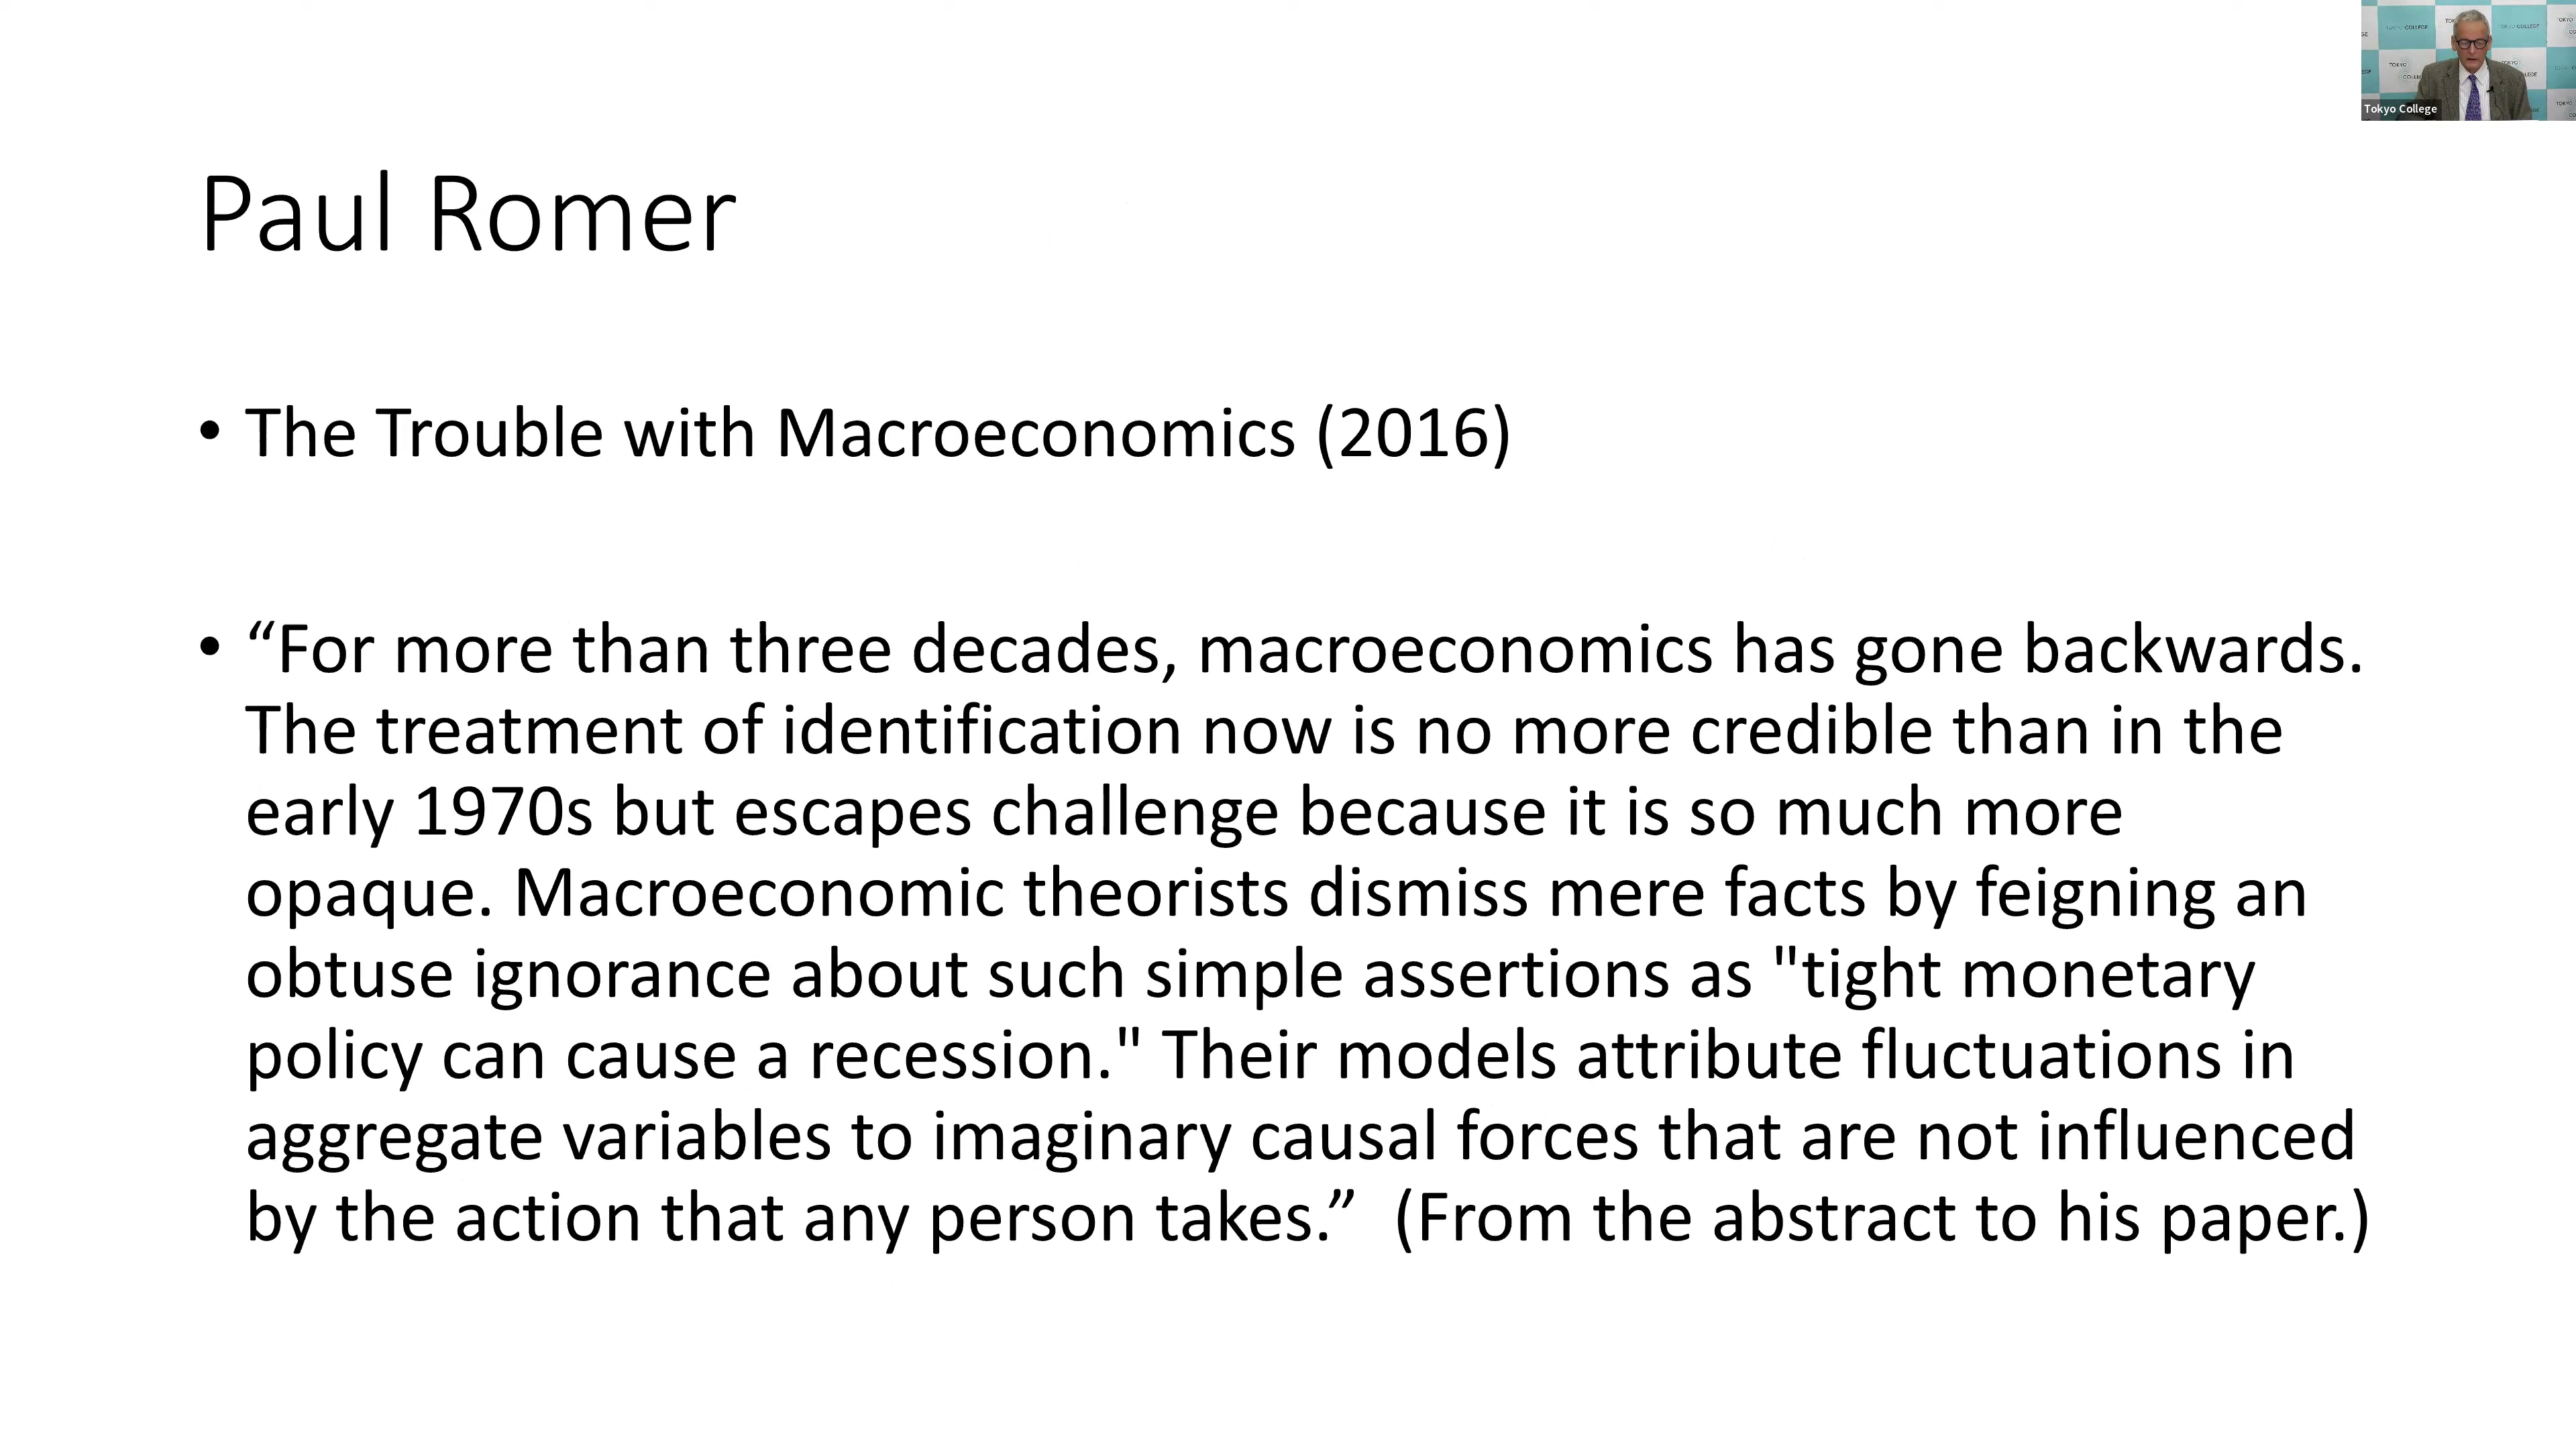 Tokyo College
Paul Romer
• The Trouble with Macroeconomics (2016)
• “For more than three decades, macroeconomics has gone backwards.
The treatment of identification now is no more credible than in the
early 1970s but escapes challenge because it is so much more
opaque. Macroeconomic theorists dismiss mere facts by feigning an
obtuse ignorance about such simple assertions as "tight monetary
policy can cause a recession." Their models attribute fluctuations in
aggregate variables to imaginary causal forces that are not influenced
by the action that any person takes.”  (From the abstract to his paper.)